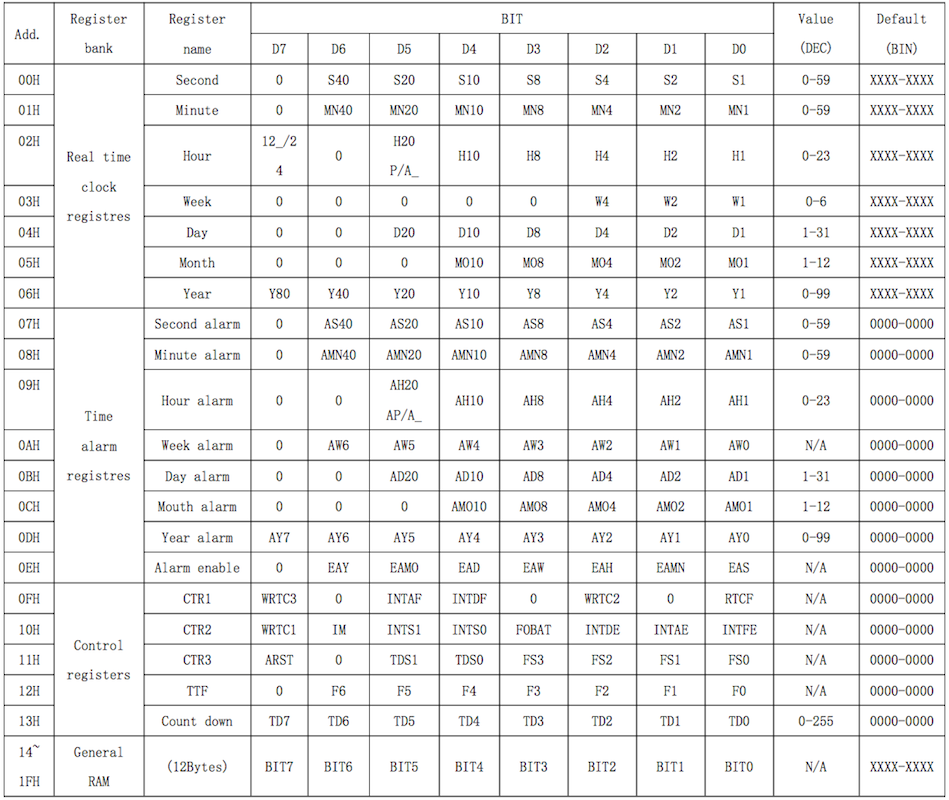 Add. Register bank Register name BIT Value (DEC) Default (BIN)
D7 D6 D5 D4 D3 D2 D1 D0
Real time clock registres
00H Second 0 S40 S20 S10 S8 S4 S2 S1 0-59 XXXX-XXXX
01H Minute 0 MN40 MN20 MN10 MN8 MN4 MN2 MN1 0-59 XXXX-XXXX
02H Hour 12_/24 0 H20 P/A_ H10 H8 H4 H2 H1 0-23 XXXX-XXXX
03H Week 0 0 0 0 0 W4 W2 W1 0-6 XXXX-XXXX
04H Day 0 0 D20 D10 D8 D4 D2 D1 1-31 XXXX-XXXX
05H Month 0 0 0 MO10 MO8 MO4 MO2 MO1 1-12 XXXX-XXXX
06H Year Y80 Y40 Y20 Y10 Y8 Y4 Y2 Y1 0-99 XXXX-XXXX
Time alarm registres
07H Second alarm 0 AS40 AS20 AS10 AS8 AS4 AS2 AS1 0-59 0000-0000
08H Minute alarm 0 AMN40 AMN20 AMN10 AMN8 AMN4 AMN2 AMN1 0-59 0000-0000
09H Hour alarm 0 0 AH20 AP/A_ AH10 AH8 AH4 AH2 AH1 0-23 0000-0000
0AH Week alarm 0 AW6 AW5 AW4 AW3 AW2 AW1 AW0 N/A 0000-0000
0BH Day alarm 0 0 AD20 AD10 AD8 AD4 AD2 AD1 1-31 0000-0000
0CH Mouth alarm 0 0 0 AMO10 AMO8 AMO4 AMO2 AMO1 1-12 0000-0000
0DH Year alarm AY7 AY6 AY5 AY4 AY3 AY2 AY1 AY0 0-99 0000-0000
0EH Alarm enable 0 EAY EAMO EAD EAW EAH EAMN EAS N/A 0000-0000
Control registers
0FH CTR1 WRTC3 0 INTAF INTDF 0 WRTC2 0 RTCF N/A 0000-0000
10H CTR2 WRTC1 IM INTS1 INTS0 FOBAT INTDE INTAE INTFE N/A 0000-0000
11H CTR3 ARST 0 TDS1 TDS0 FS3 FS2 FS1 FS0 N/A 0000-0000
12H TTF 0 F6 F5 F4 F3 F2 F1 F0 N/A 0000-0000
13H Count down TD7 TD6 TD5 TD4 TD3 TD2 TD1 TD0 0-255 0000-0000
14~1FH General RAM (12Bytes) BIT7 BIT6 BIT5 BIT4 BIT3 BIT2 BIT1 BIT0 N/A XXXX-XXXX